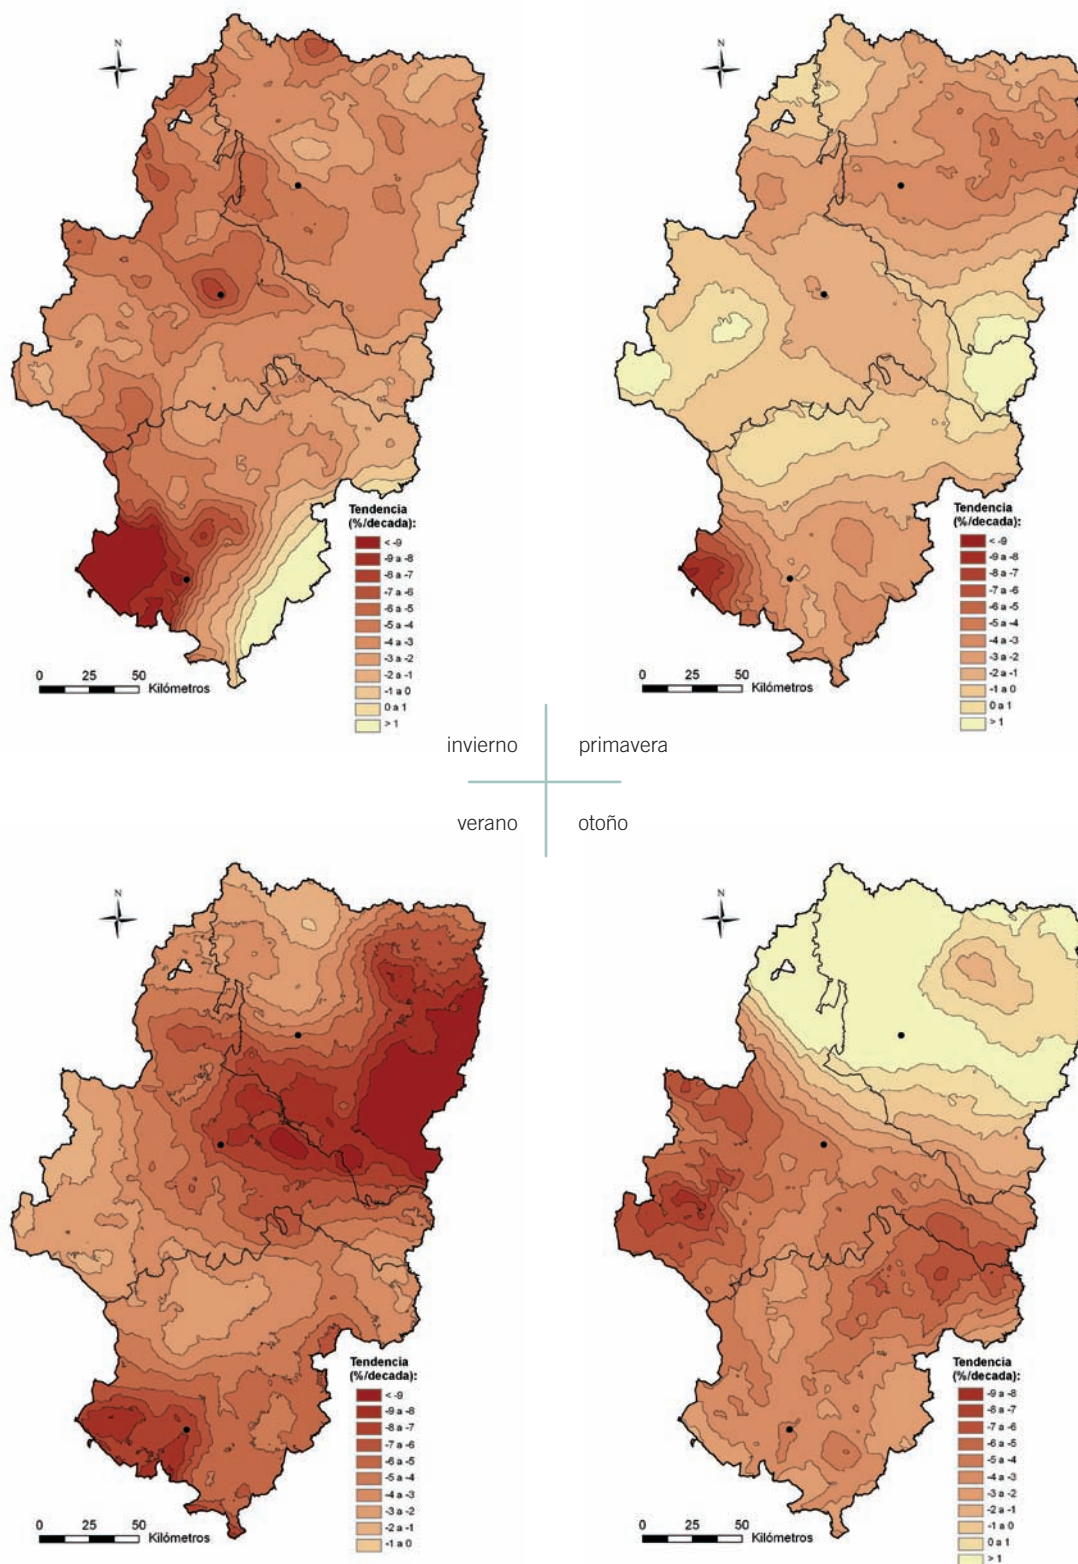 N
Tendencia
(%/decada):
< -9
-9 a -8
-8 a -7
-7 a -6
-6 a -5
-5 a -4
-4 a -3
-3 a -2
-2 a -1
-1 a 0
0 a 1
> 1
0 25 50
Kilómetros
N
Tendencia
(%/decada):
< -9
-9 a -8
-8 a -7
-7 a -6
-6 a -5
-5 a -4
-4 a -3
-3 a -2
-2 a -1
-1 a 0
0 a 1
> 1
0 25 50
Kilómetros
invierno
primavera
verano
otoño
N
Tendencia
(%/decada):
< -9
-9 a -8
-8 a -7
-7 a -6
-6 a -5
-5 a -4
-4 a -3
-3 a -2
-2 a -1
-1 a 0
0 25 50
Kilómetros
N
Tendencia
(%/decada):
-9 a -8
-8 a -7
-7 a -6
-6 a -5
-5 a -4
-4 a -3
-3 a -2
-2 a -1
-1 a 0
0 a 1
> 1
0 25 50
Kilómetros